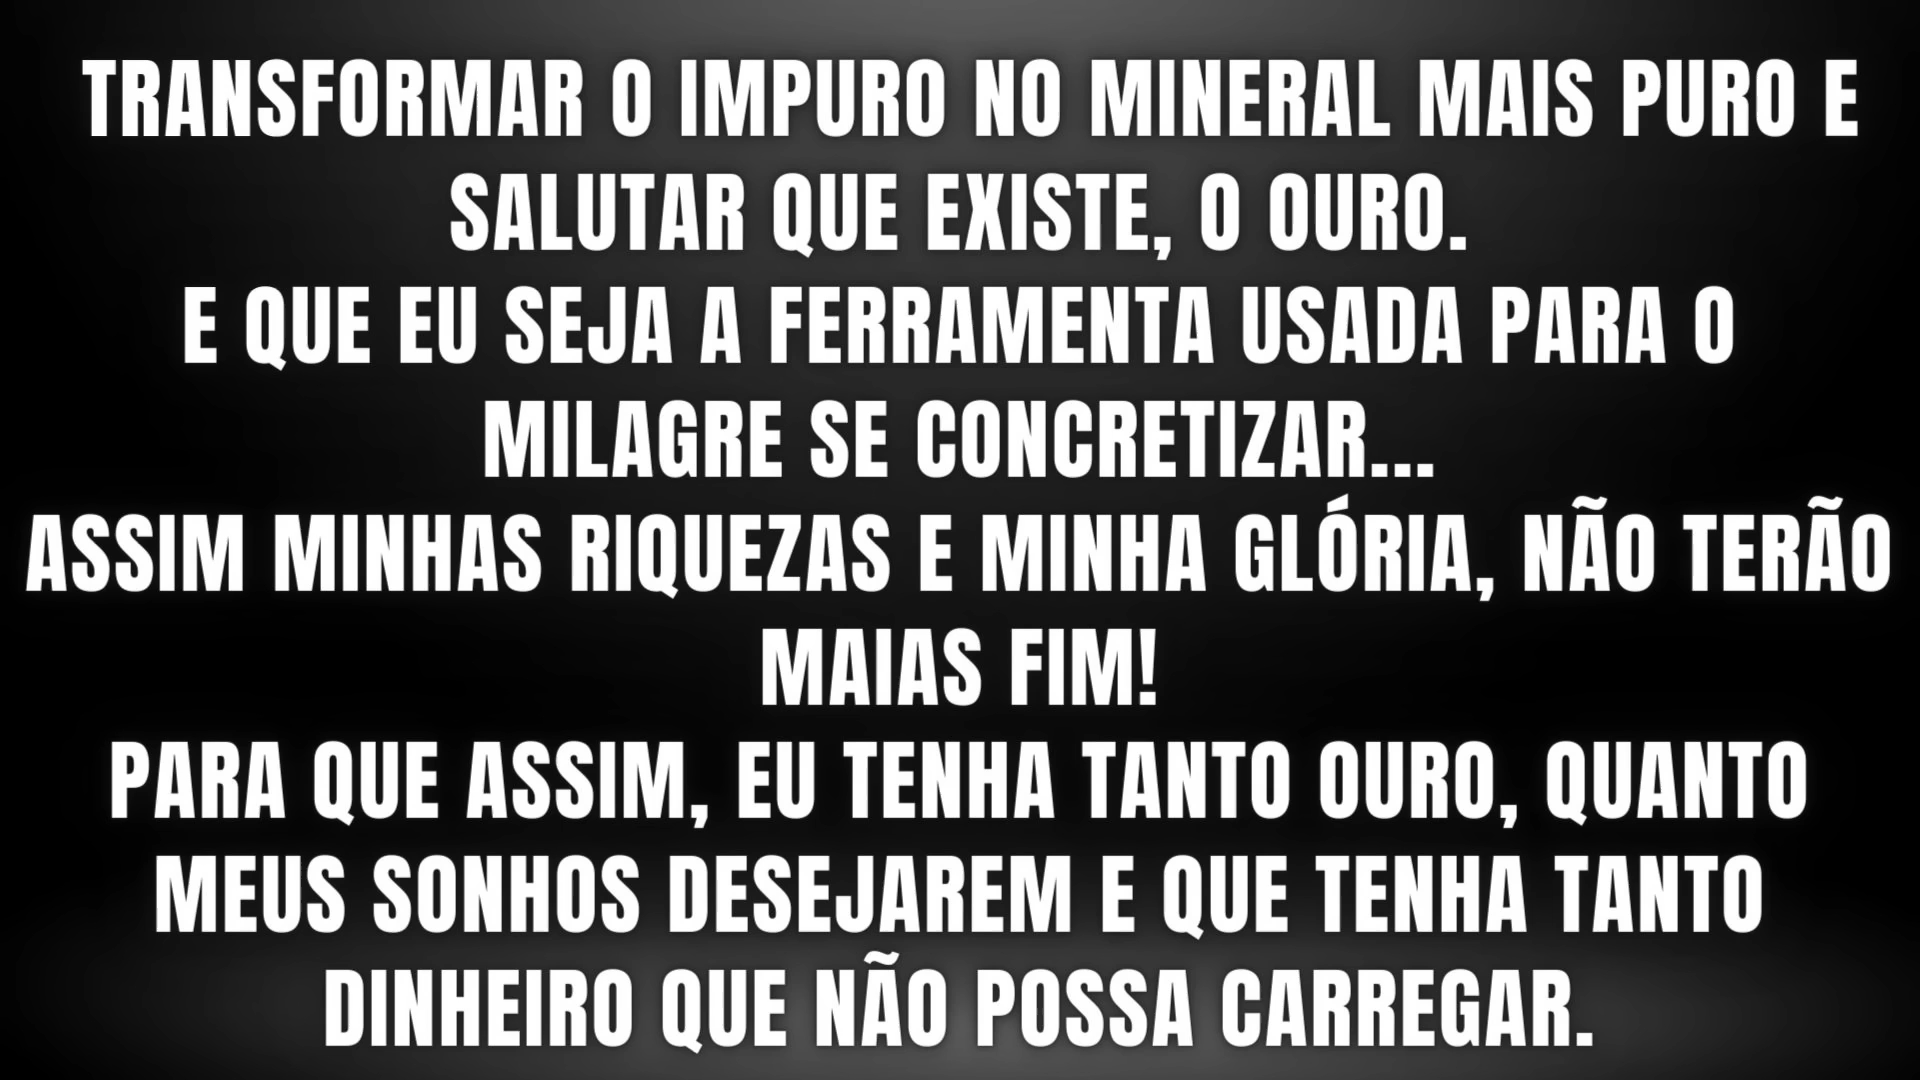 TRANSFORMAR O IMPURO NO MINERAL MAIS PURO E
SALUTAR QUE EXISTE, O OURO.
E QUE EU SEJA A FERRAMENTA USADA PARA O
MILAGRE SE CONCRETIZAR...
ASSIM MINHAS RIQUEZAS E MINHA GLÓRIA, NÃO TERÃO
MAIAS FIM!
PARA QUE ASSIM, EU TENHA TANTO OURO, QUANTO
MEUS SONHOS DESEJAREM E QUE TENHA TANTO
DINHEIRO QUE NÃO POSSA CARREGAR.